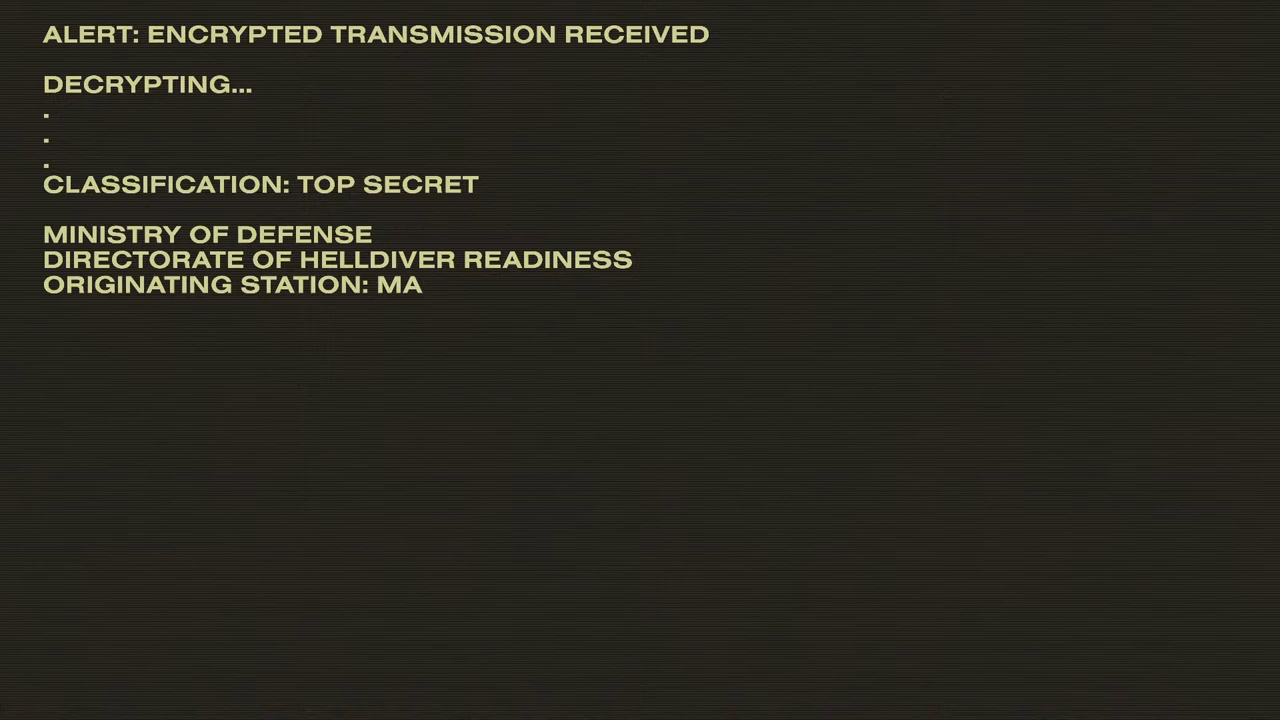 ALERT: ENCRYPTED TRANSMISSION RECEIVED
DECRYPTING...
.
.
.
CLASSIFICATION: TOP SECRET
MINISTRY OF DEFENSE
DIRECTORATE OF HELLDIVER READINESS
ORIGINATING STATION: MA